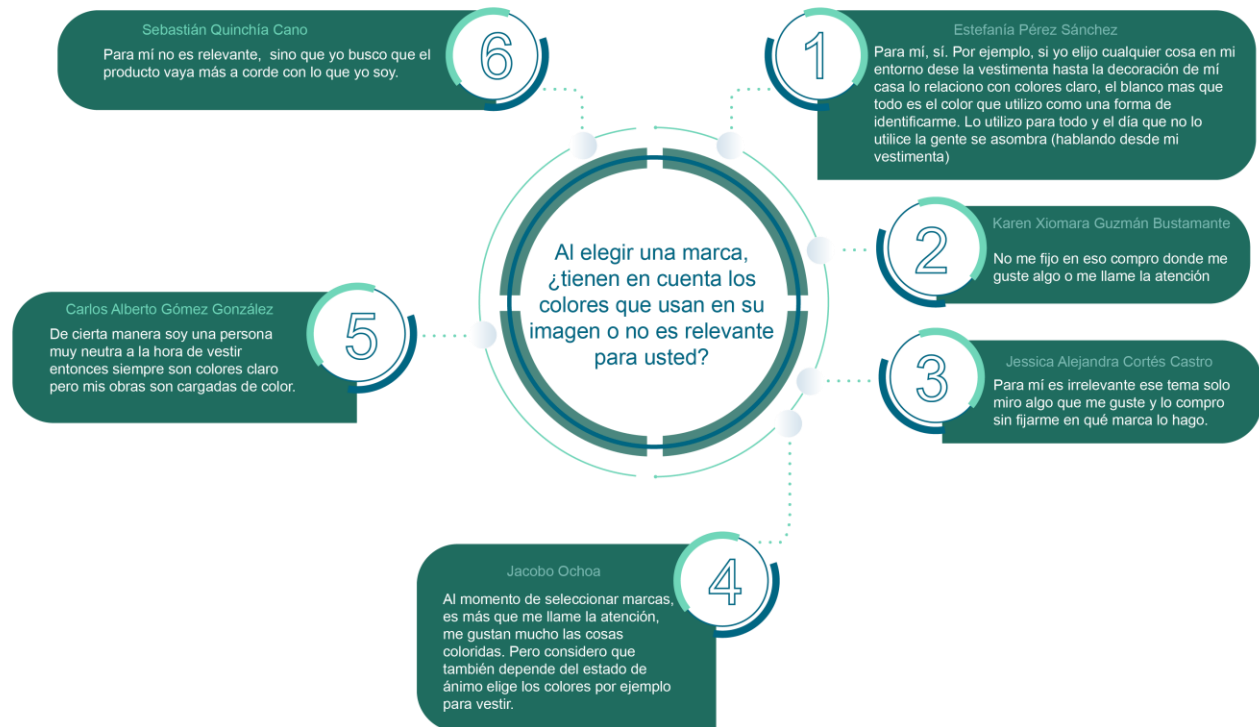 Al elegir una marca,
¿tienen en cuenta los
colores que usan en su
imagen o no es relevante
para usted?
1
Estefanía Pérez Sánchez
Para mí, sí. Por ejemplo, si yo elijo cualquier cosa en mi
entorno dese la vestimenta hasta la decoración de mí
casa lo relaciono con colores claro, el blanco mas que
todo es el color que utilizo como una forma de
identificarme. Lo utilizo para todo y el día que no lo
utilice la gente se asombra (hablando desde mi
vestimenta)
2
Karen Xiomara Guzmán Bustamante
No me fijo en eso compro donde me
guste algo o me llame la atención
3
Jessica Alejandra Cortés Castro
Para mí es irrelevante ese tema solo
miro algo que me guste y lo compro
sin fijarme en qué marca lo hago.
4
Jacobo Ochoa
Al momento de seleccionar marcas,
es más que me llame la atención,
me gustan mucho las cosas
coloridas. Pero considero que
también depende del estado de
ánimo elige los colores por ejemplo
para vestir.
5
Carlos Alberto Gómez González
De cierta manera soy una persona
muy neutra a la hora de vestir
entonces siempre son colores claro
pero mis obras son cargadas de color.
6
Sebastián Quinchía Cano
Para mí no es relevante, sino que yo busco que el
producto vaya más a corde con lo que yo soy.